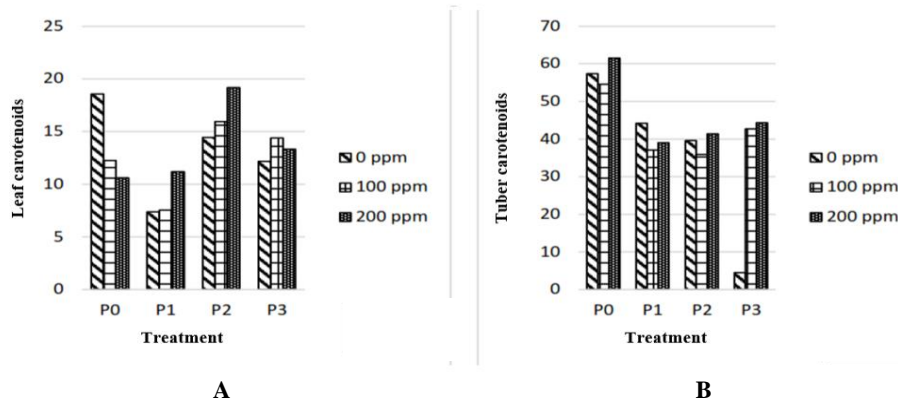 25
20
15
10
5
0
Leaf carotenoids
P0 P1 P2 P3
Treatment
0 ppm
100 ppm
200 ppm
A
70
60
50
40
30
20
10
0
Tuber carotenoids
P0 P1 P2 P3
Treatment
0 ppm
100 ppm
200 ppm
B